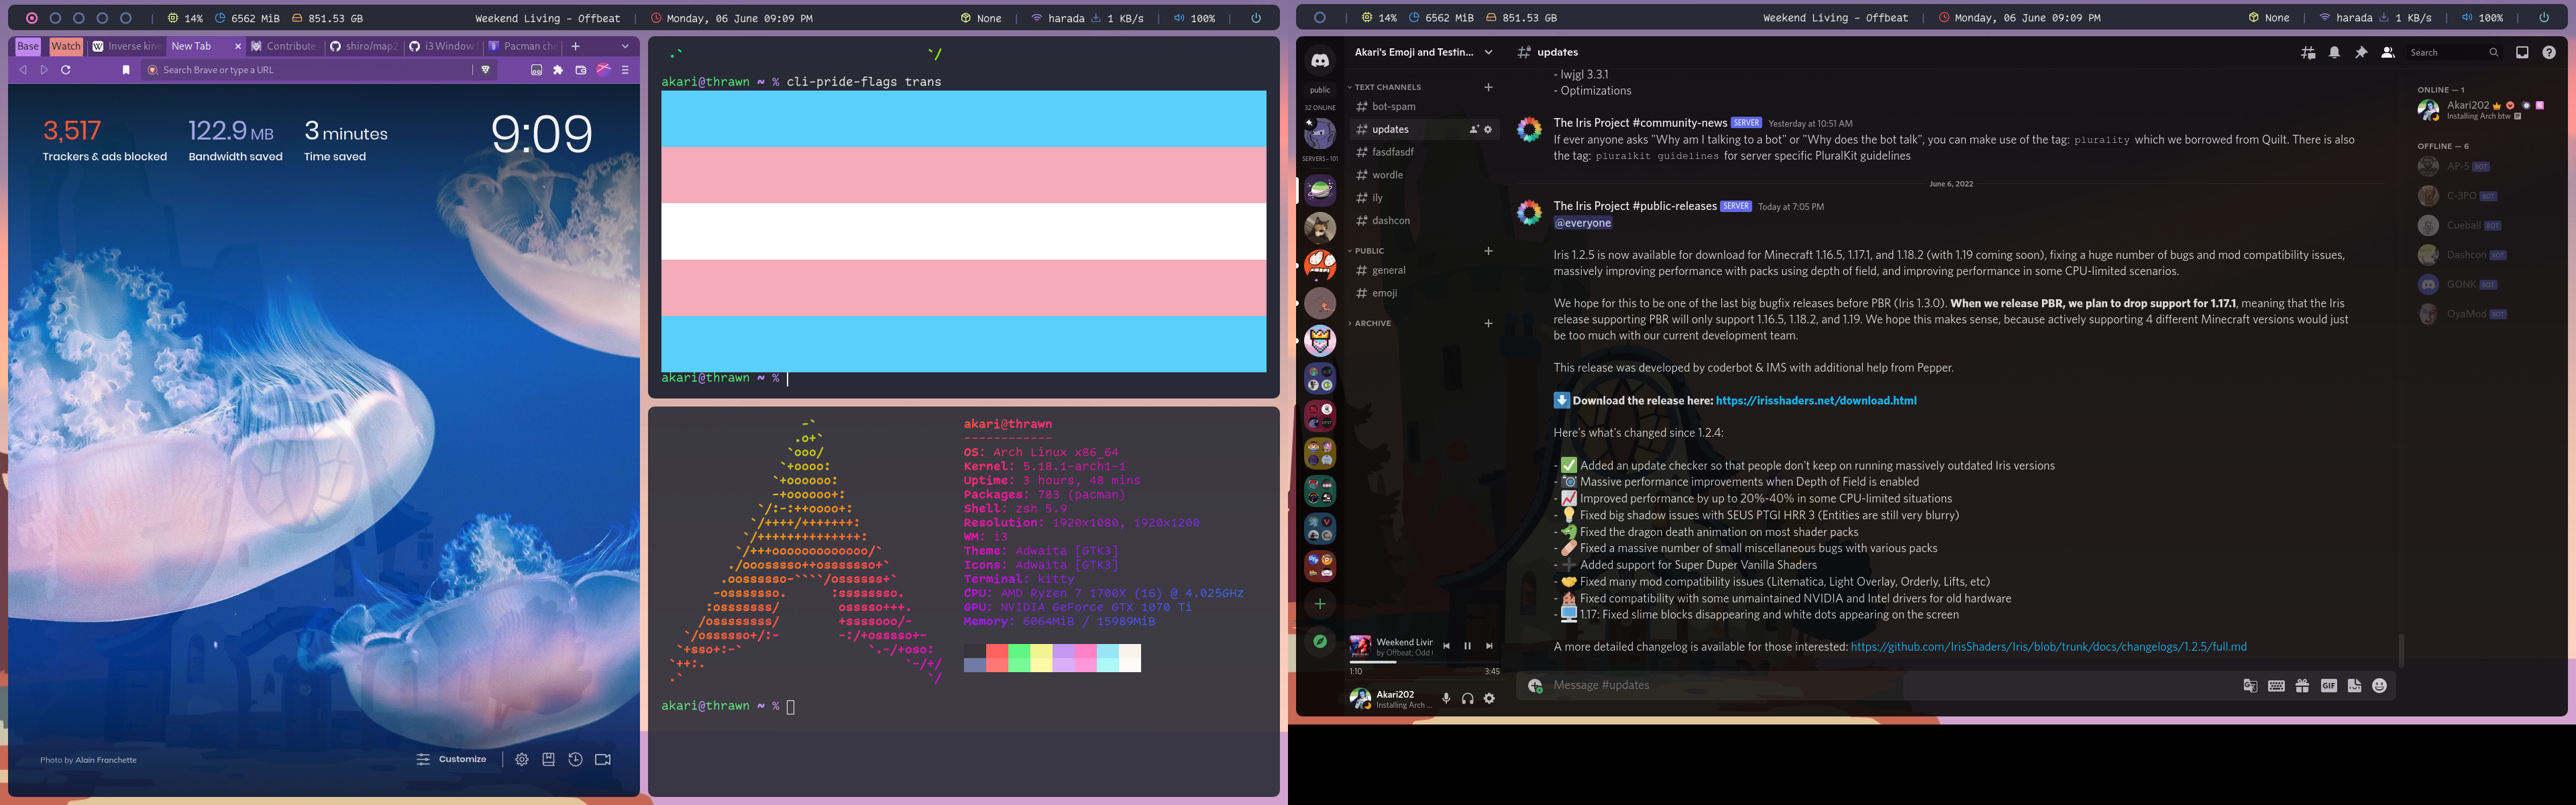 14% 6562 MiB 851.53 GB Weekend Living - Offbeat Monday, 06 June 09:09 PM None harada 1 KB/s 100%
Base Watch Inverse kine New Tab Contribute shiro/map2 i3 Window Pacman che
Search Brave or type a URL
3,517 122.9 MB 3 minutes 9:09
Trackers & ads blocked Bandwidth saved Time saved
Photo by Alain Franchette
Customize
akari@thrawn ~ % cli-pride-flags trans
akari@thrawn ~ %
akari@thrawn
------------
OS: Arch Linux x86_64
Kernel: 5.18.1-arch1-1
Uptime: 3 hours, 48 mins
Packages: 783 (pacman)
Shell: zsh 5.9
Resolution: 1920x1080, 1920x1200
WM: i3
Theme: Adwaita [GTK3]
Icons: Adwaita [GTK3]
Terminal: kitty
CPU: AMD Ryzen 7 1700X (16) @ 4.025GHz
GPU: NVIDIA GeForce GTX 1070 Ti
Memory: 6064MiB / 15989MiB
akari@thrawn ~ %
14% 6562 MiB 851.53 GB Weekend Living - Offbeat Monday, 06 June 09:09 PM None harada 1 KB/s 100%
public
32 ONLINE
SERVERS—101
Akari's Emoji and Testin...
TEXT CHANNELS
bot-spam
updates
fasdfasdf
wordle
ily
dashcon
PUBLIC
general
emoji
ARCHIVE
Weekend Livin
by Offbeat; Odd
1:10 3:45
Akari202
Installing Arch ...
updates
Search
- lwjgl 3.3.1
- Optimizations
The Iris Project #community-news SERVER Yesterday at 10:51 AM
If ever anyone asks "Why am I talking to a bot" or "Why does the bot talk", you can make use of the tag: plurality which we borrowed from Quilt. There is also
the tag: pluralkit guidelines for server specific PluralKit guidelines
June 6, 2022
The Iris Project #public-releases SERVER Today at 7:05 PM
@everyone
Iris 1.2.5 is now available for download for Minecraft 1.16.5, 1.17.1, and 1.18.2 (with 1.19 coming soon), fixing a huge number of bugs and mod compatibility issues,
massively improving performance with packs using depth of field, and improving performance in some CPU-limited scenarios.
We hope for this to be one of the last big bugfix releases before PBR (Iris 1.3.0). When we release PBR, we plan to drop support for 1.17.1, meaning that the Iris
release supporting PBR will only support 1.16.5, 1.18.2, and 1.19. We hope this makes sense, because actively supporting 4 different Minecraft versions would just
be too much with our current development team.
This release was developed by coderbot & IMS with additional help from Pepper.
Download the release here: https://irisshaders.net/download.html
Here's what's changed since 1.2.4:
- ✅ Added an update checker so that people don't keep on running massively outdated Iris versions
- 📷 Massive performance improvements when Depth of Field is enabled
- 📈 Improved performance by up to 20%-40% in some CPU-limited situations
- 💡 Fixed big shadow issues with SEUS PTGI HRR 3 (Entities are still very blurry)
- 🐲 Fixed the dragon death animation on most shader packs
- 🩹 Fixed a massive number of small miscellaneous bugs with various packs
- ➕ Added support for Super Duper Vanilla Shaders
- 🤝 Fixed many mod compatibility issues (Litematica, Light Overlay, Orderly, Lifts, etc)
- Fixed compatibility with some unmaintained NVIDIA and Intel drivers for old hardware
- 🖥️ 1.17: Fixed slime blocks disappearing and white dots appearing on the screen
A more detailed changelog is available for those interested: https://github.com/IrisShaders/Iris/blob/trunk/docs/changelogs/1.2.5/full.md
Message #updates
GIF
ONLINE — 1
Akari202
Installing Arch btw
OFFLINE — 6
AP-5 BOT
C-3PO BOT
Cueball BOT
Dashcon BOT
GONK BOT
OyaMod BOT